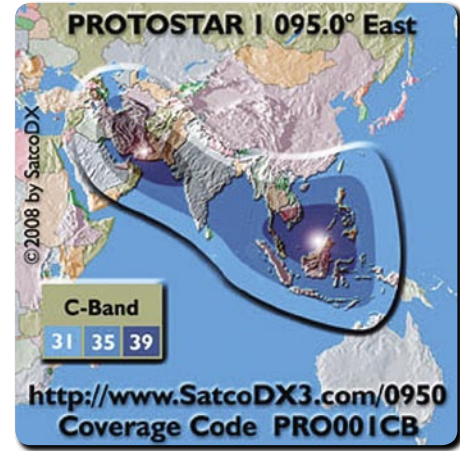 PROTOSTAR I 095.0° East
©2008 by SatcoDX
C-Band
31 35 39
http://www.SatcoDX3.com/0950
Coverage Code PRO001CB